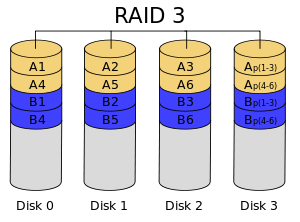 RAID 3
A1 A2 A3 Ap(1-3)
A4 A5 A6 Ap(4-6)
B1 B2 B3 Bp(1-3)
B4 B5 B6 Bp(4-6)
Disk 0 Disk 1 Disk 2 Disk 3